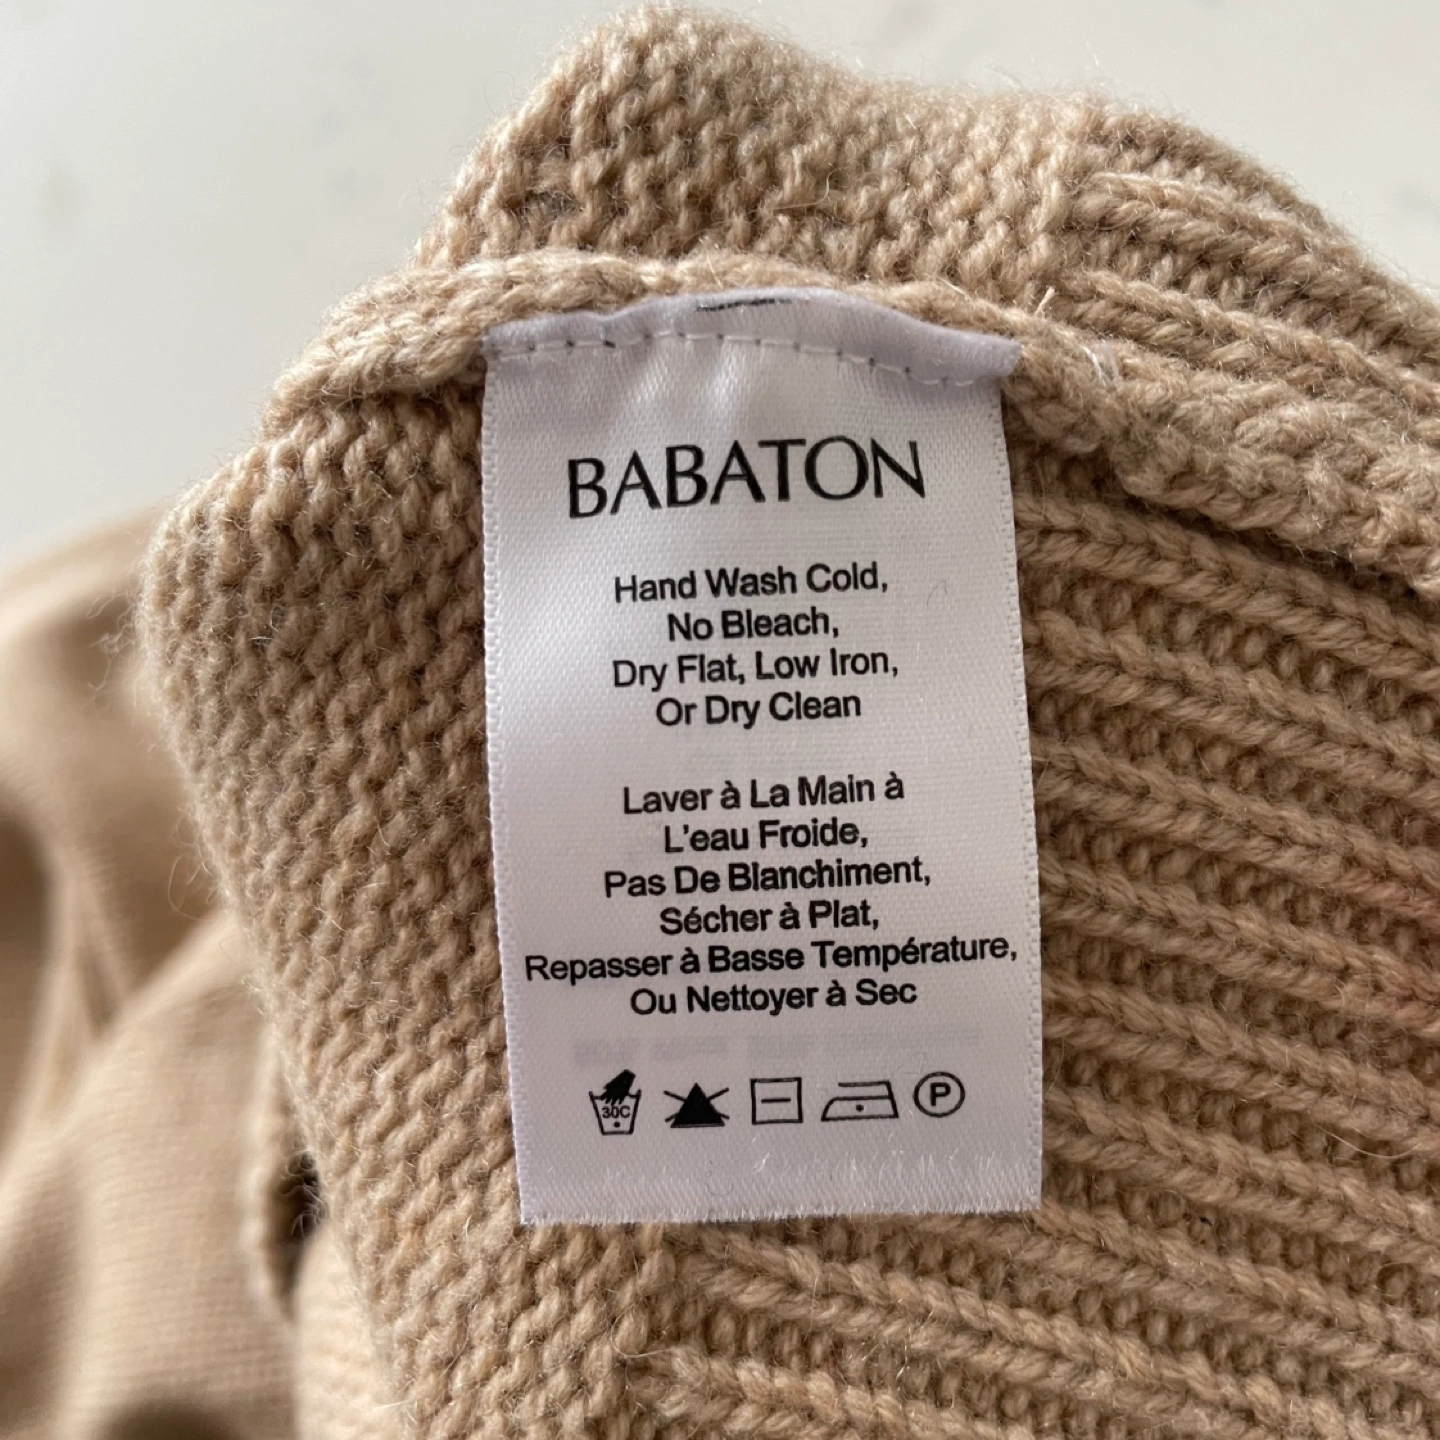 BABATON
Hand Wash Cold,
No Bleach,
Dry Flat, Low Iron,
Or Dry Clean
Laver à La Main à
L'eau Froide,
Pas De Blanchiment,
Sécher à Plat,
Repasser à Basse Température,
Ou Nettoyer à Sec
30C P